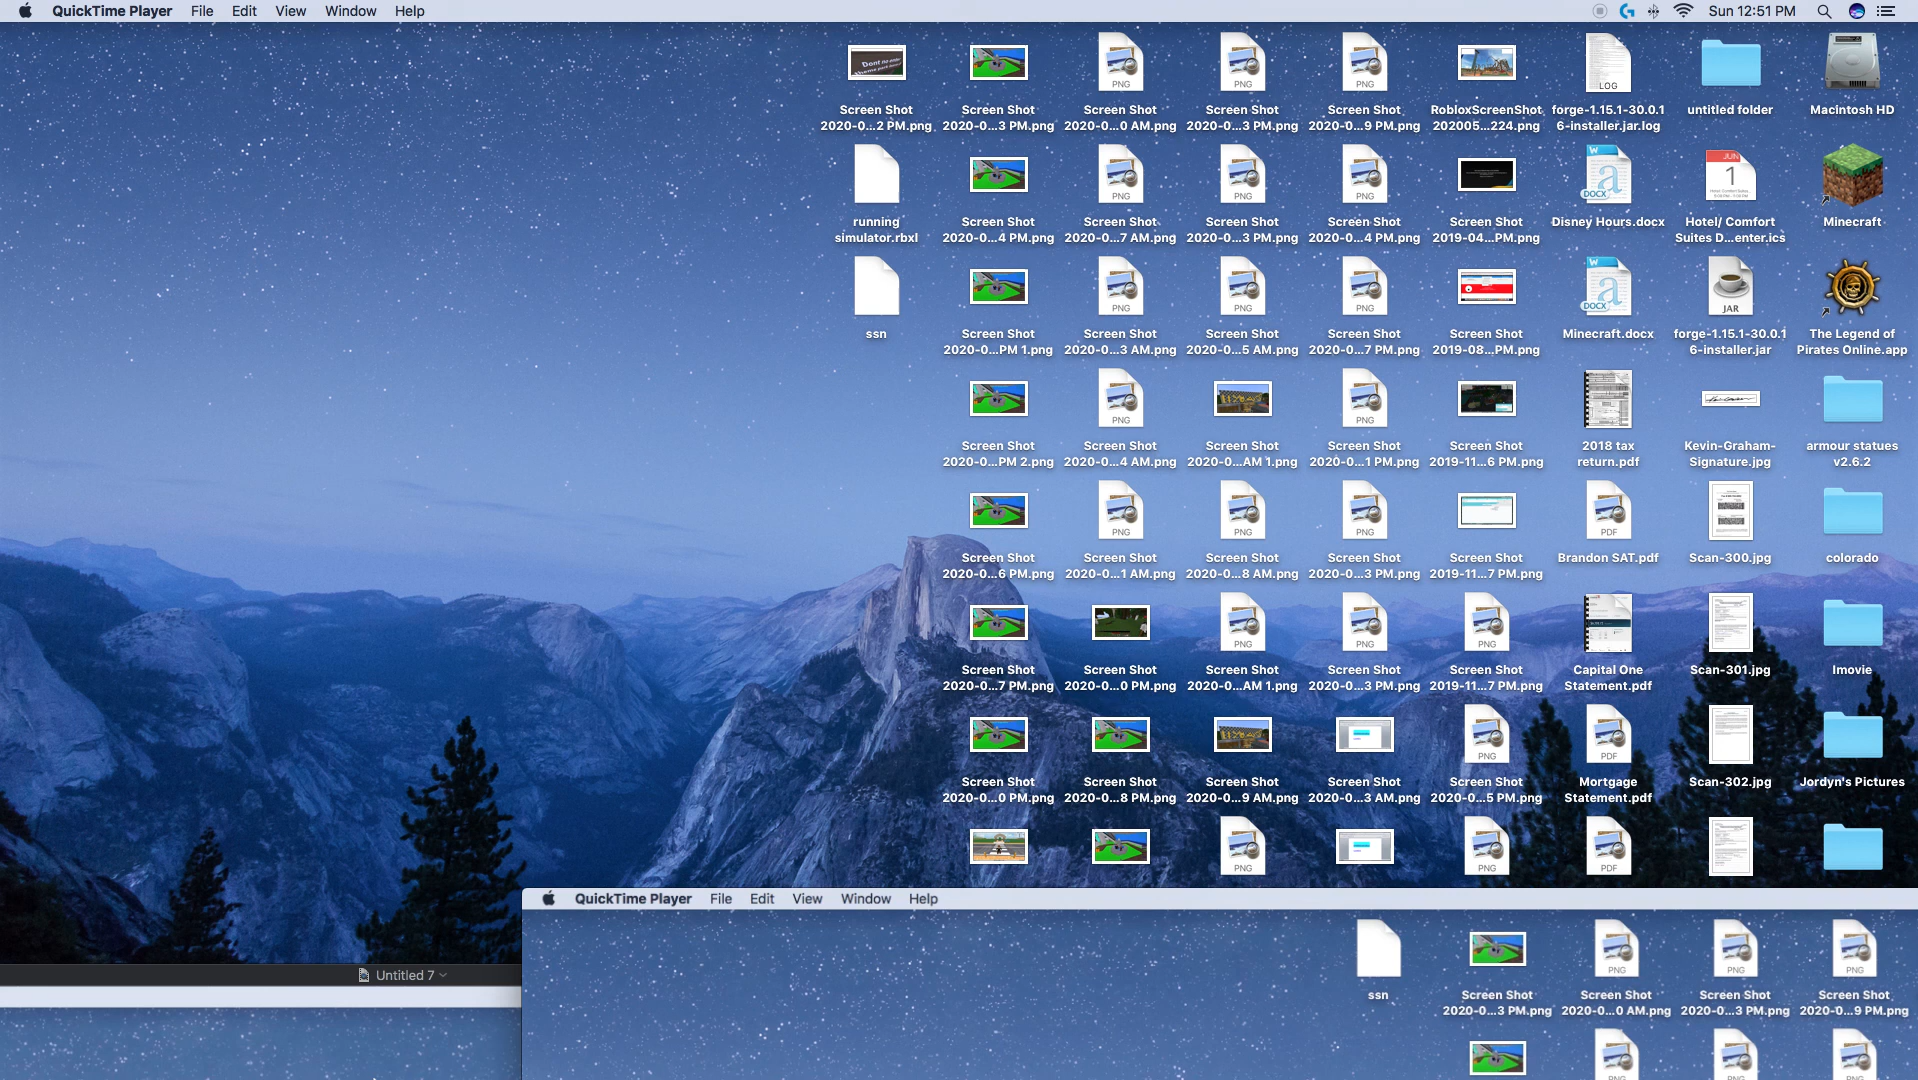 QuickTime Player File Edit View Window Help
Sun 12:51 PM
Screen Shot
2020-0...2 PM.png
Screen Shot
2020-0...3 PM.png
Screen Shot
2020-0...0 AM.png
Screen Shot
2020-0...3 PM.png
Screen Shot
2020-0...9 PM.png
RobloxScreenShot
202005...224.png
LOG
forge-1.15.1-30.0.1
6-installer.jar.log
untitled folder
Macintosh HD
running
simulator.rbxl
Screen Shot
2020-0...4 PM.png
Screen Shot
2020-0...7 AM.png
Screen Shot
2020-0...3 PM.png
Screen Shot
2020-0...4 PM.png
Screen Shot
2019-04...PM.png
DOCX
Disney Hours.docx
JUN
1
Hotel/ Comfort
Suites D...enter.ics
Minecraft
ssn
Screen Shot
2020-0...PM 1.png
Screen Shot
2020-0...3 AM.png
Screen Shot
2020-0...5 AM.png
Screen Shot
2020-0...7 PM.png
Screen Shot
2019-08...PM.png
DOCX
Minecraft.docx
JAR
forge-1.15.1-30.0.1
6-installer.jar
The Legend of
Pirates Online.app
Screen Shot
2020-0...PM 2.png
Screen Shot
2020-0...4 AM.png
Screen Shot
2020-0...AM 1.png
Screen Shot
2020-0...1 PM.png
Screen Shot
2019-11...6 PM.png
2018 tax
return.pdf
Kevin-Graham-
Signature.jpg
armour statues
v2.6.2
Screen Shot
2020-0...6 PM.png
Screen Shot
2020-0...1 AM.png
Screen Shot
2020-0...8 AM.png
Screen Shot
2020-0...3 PM.png
Screen Shot
2019-11...7 PM.png
PDF
Brandon SAT.pdf
Scan-300.jpg
colorado
Screen Shot
2020-0...7 PM.png
Screen Shot
2020-0...0 PM.png
Screen Shot
2020-0...AM 1.png
Screen Shot
2020-0...3 PM.png
Screen Shot
2019-11...7 PM.png
Capital One
Statement.pdf
Scan-301.jpg
Imovie
Screen Shot
2020-0...0 PM.png
Screen Shot
2020-0...8 PM.png
Screen Shot
2020-0...9 AM.png
Screen Shot
2020-0...3 AM.png
Screen Shot
2020-0...5 PM.png
PDF
Mortgage
Statement.pdf
Scan-302.jpg
Jordyn's Pictures
PNG
PNG
PDF
QuickTime Player File Edit View Window Help
Untitled 7
ssn
Screen Shot
2020-0...3 PM.png
Screen Shot
2020-0...0 AM.png
Screen Shot
2020-0...3 PM.png
Screen Shot
2020-0...9 PM.png